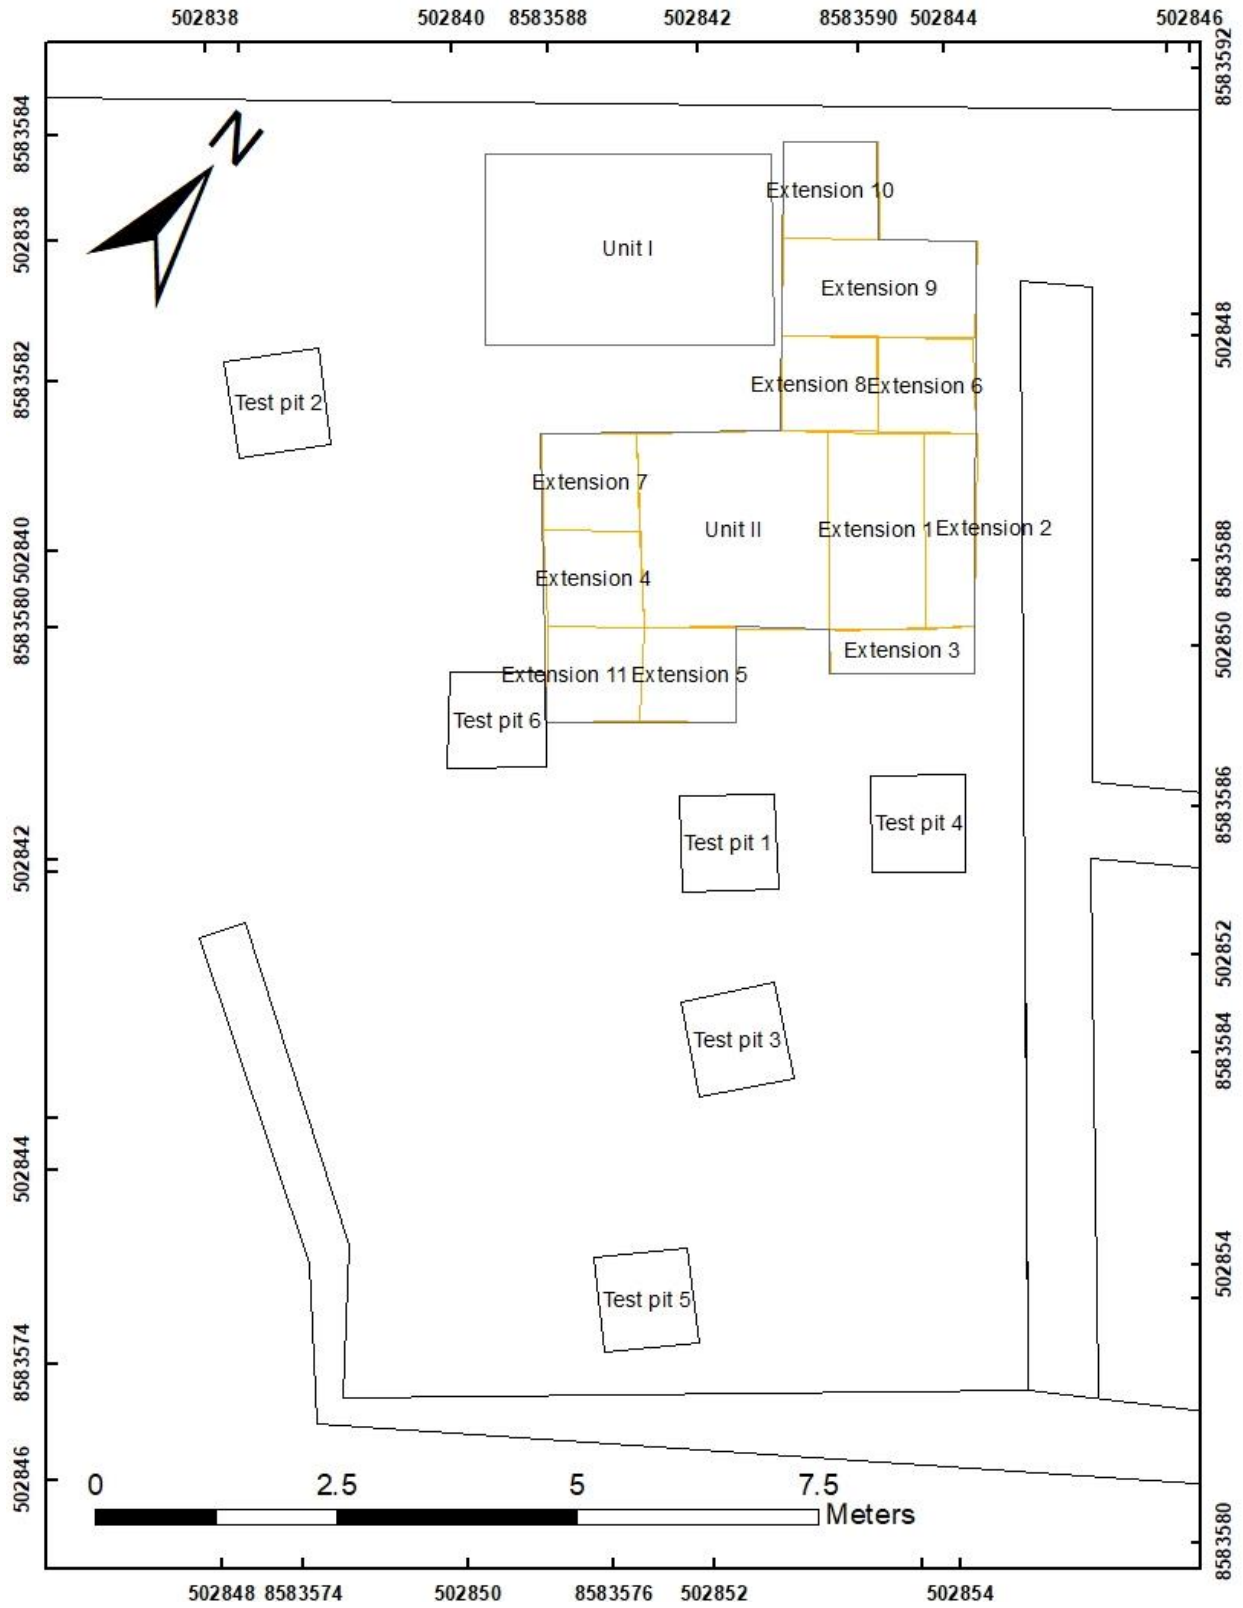 502838 502840 8583588 502842 8583590 502844 502846
8583592
8583584
N
Extension 10
502838
Unit I
Extension 9
502848
8583582
Extension 8 Extension 6
Test pit 2
Extension 7
502840
Unit II
Extension 1 Extension 2
8583588
Extension 4
8583580
502850
Extension 3
Extension 11 Extension 5
Test pit 6
8583586
Test pit 1
Test pit 4
502842
502852
Test pit 3
8583584
502844
502854
Test pit 5
8583574
502846
0 2.5 5 7.5
Meters
8583580
502848 8583574 502850 8583576 502852 502854